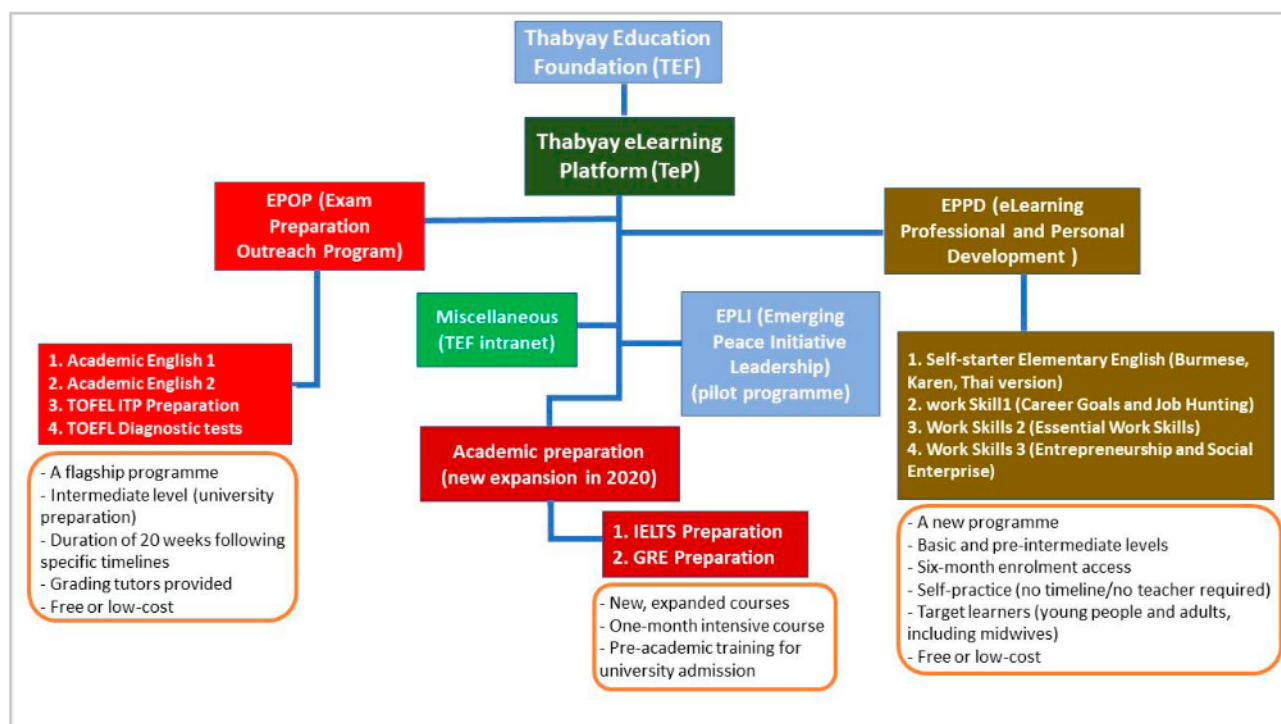 Thabyay Education
Foundation (TEF)
Thabyay eLearning
Platform (TeP)
EPOP (Exam
Preparation
Outreach Program)
EPPD (eLearning
Professional and Personal
Development )
Miscellaneous
(TEF intranet)
EPLI (Emerging
Peace Initiative
Leadership)
(pilot programme)
1. Academic English 1
2. Academic English 2
3. TOFEL ITP Preparation
4. TOEFL Diagnostic tests
1. Self-starter Elementary English (Burmese,
Karen, Thai version)
2. work Skill1 (Career Goals and Job Hunting)
3. Work Skills 2 (Essential Work Skills)
4. Work Skills 3 (Entrepreneurship and Social
Enterprise)
Academic preparation
(new expansion in 2020)
- A flagship programme
- Intermediate level (university
preparation)
- Duration of 20 weeks following
specific timelines
- Grading tutors provided
- Free or low-cost
1. IELTS Preparation
2. GRE Preparation
- New, expanded courses
- One-month intensive course
- Pre-academic training for
university admission
- A new programme
- Basic and pre-intermediate levels
- Six-month enrolment access
- Self-practice (no timeline/no teacher required)
- Target learners (young people and adults,
including midwives)
- Free or low-cost